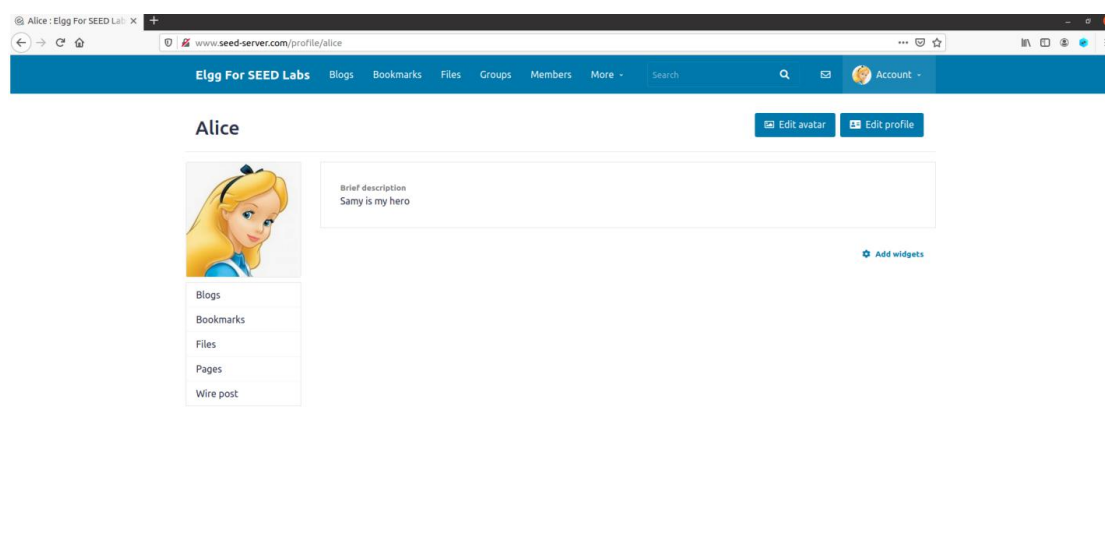 Alice : Elgg For SEED Lab
www.seed-server.com/profile/alice
Elgg For SEED Labs Blogs Bookmarks Files Groups Members More Search Account
Alice
Edit avatar Edit profile
Brief description
Samy is my hero
Add widgets
Blogs
Bookmarks
Files
Pages
Wire post